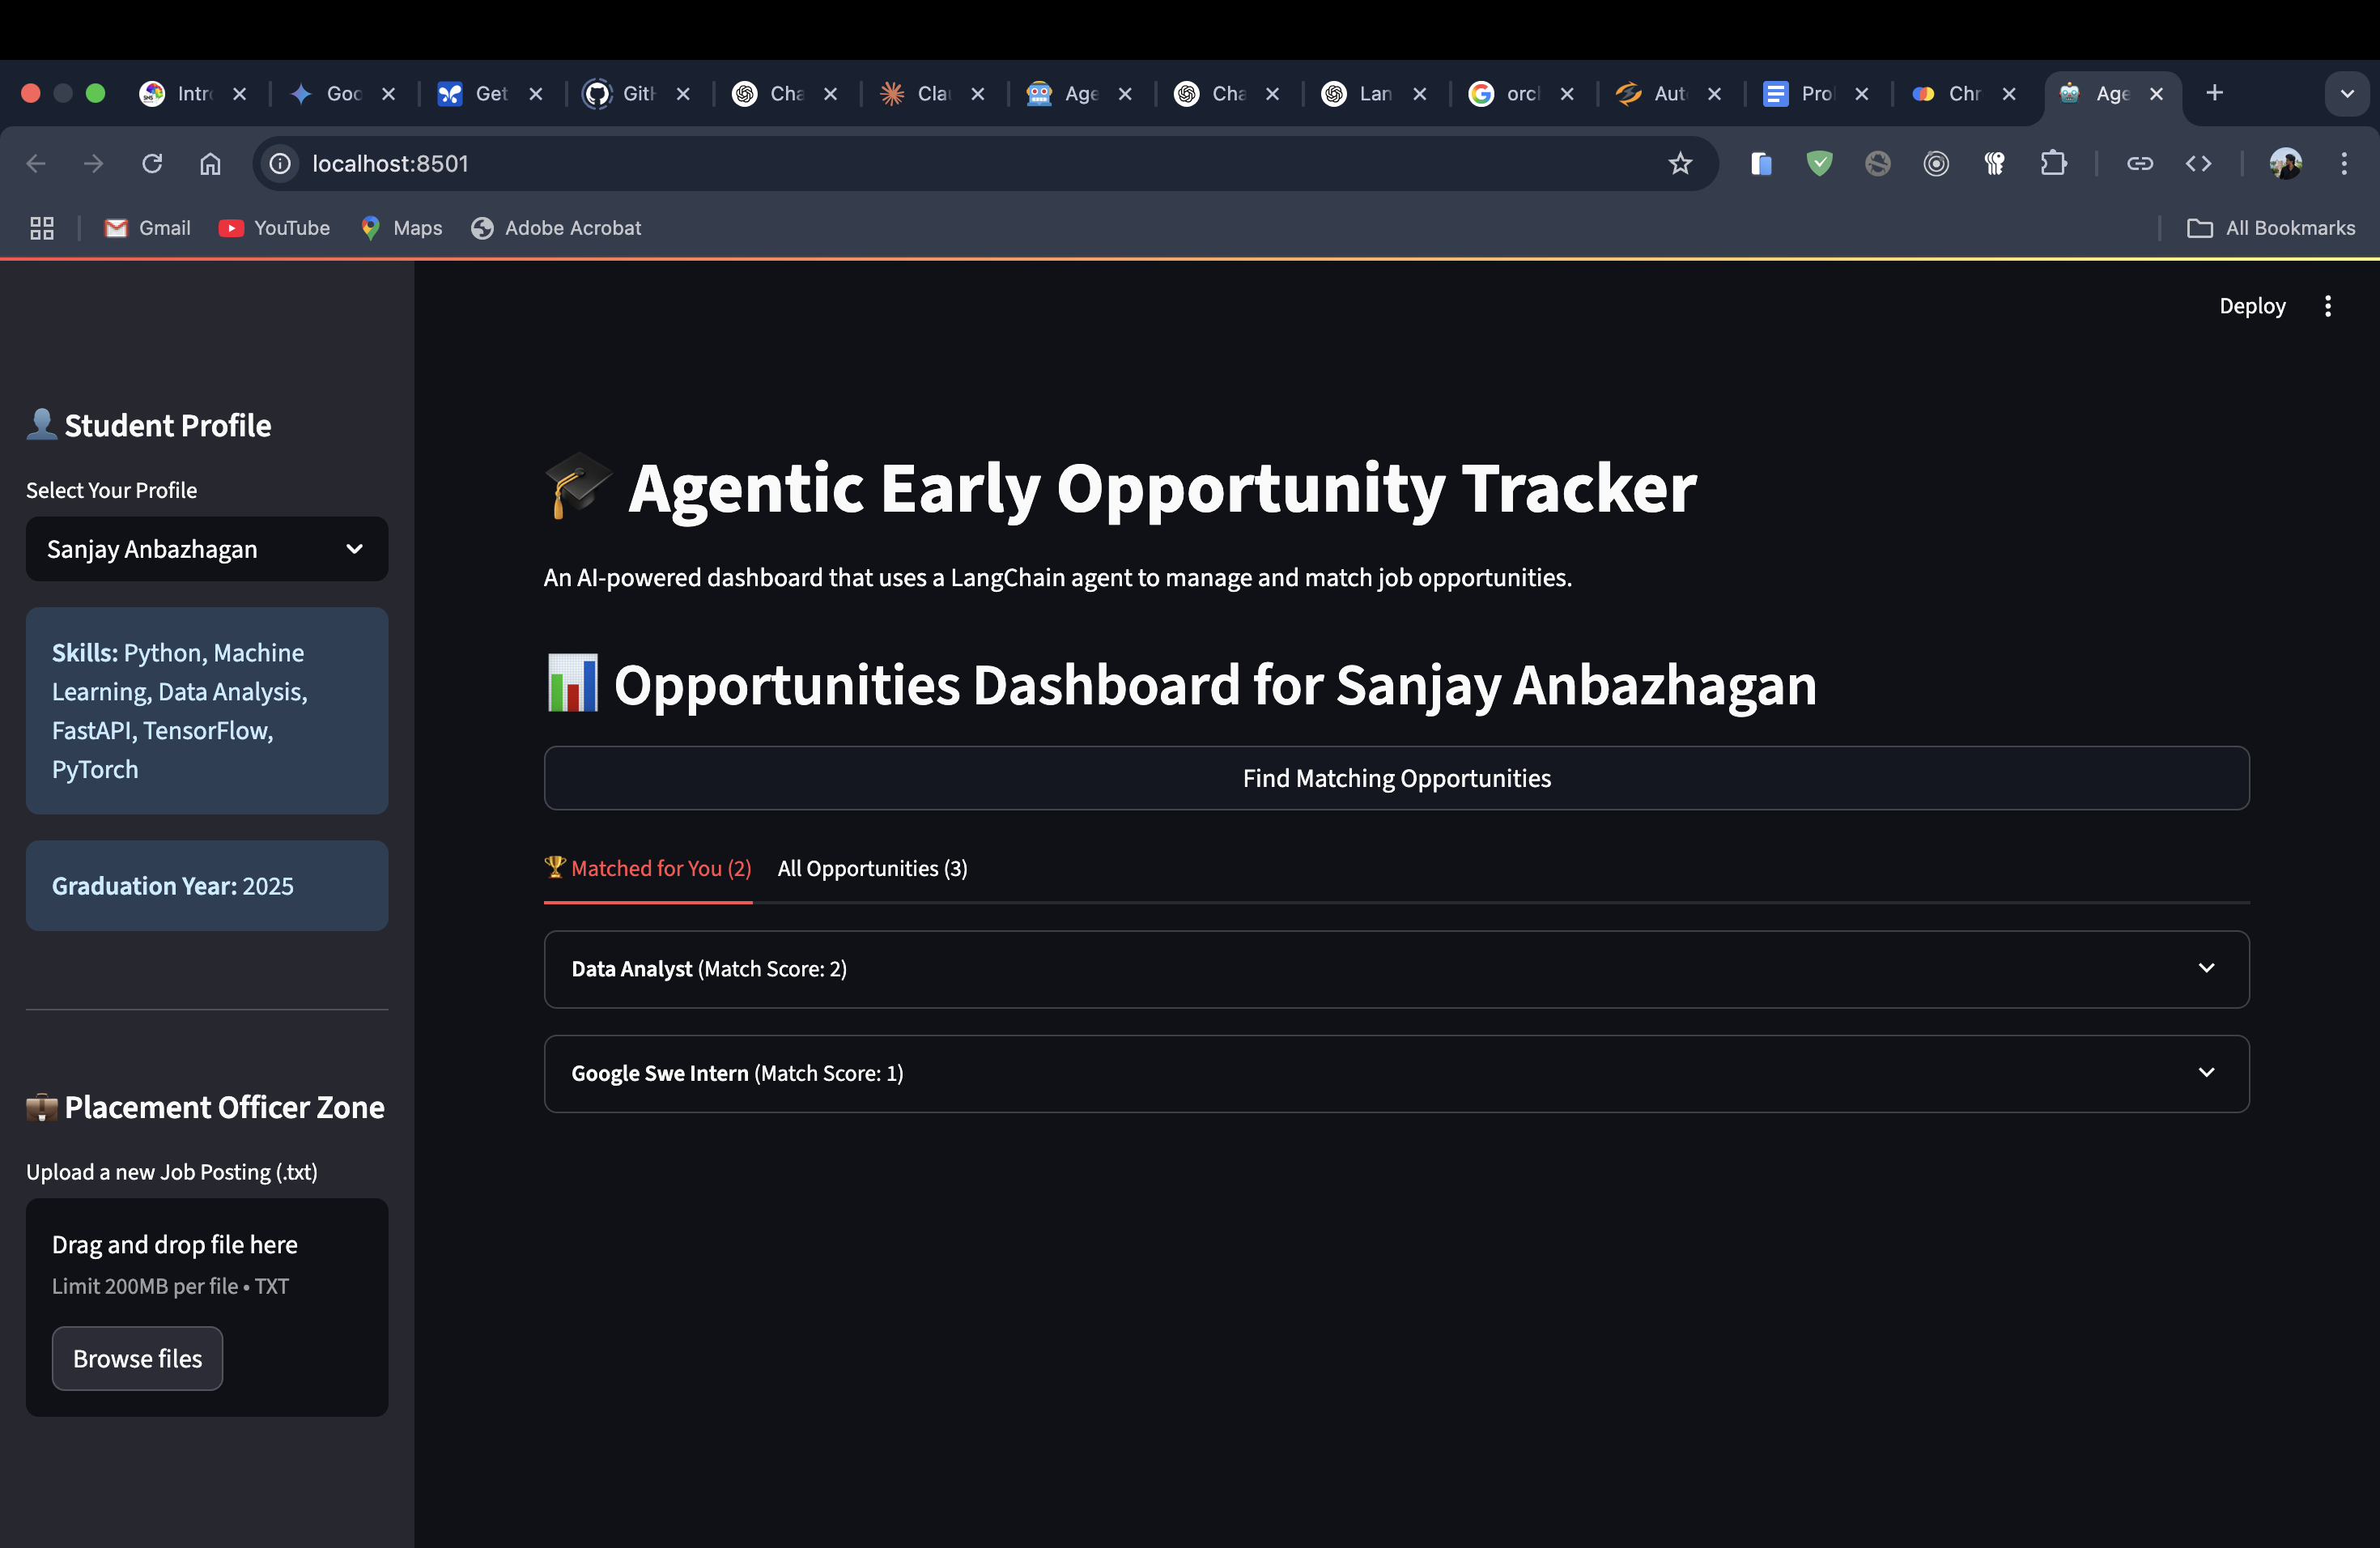 Intro
Goo
Get
GitH
Cha
Clau
Age
Cha
Lan
orcl
Aut
Pro
Chr
Age
localhost:8501
Gmail
YouTube
Maps
Adobe Acrobat
All Bookmarks
Deploy
Student Profile
Select Your Profile
Sanjay Anbazhagan
Skills: Python, Machine
Learning, Data Analysis,
FastAPI, TensorFlow,
PyTorch
Graduation Year: 2025
Placement Officer Zone
Upload a new Job Posting (.txt)
Drag and drop file here
Limit 200MB per file • TXT
Browse files
Agentic Early Opportunity Tracker
An AI-powered dashboard that uses a LangChain agent to manage and match job opportunities.
Opportunities Dashboard for Sanjay Anbazhagan
Find Matching Opportunities
Matched for You (2)
All Opportunities (3)
Data Analyst (Match Score: 2)
Google Swe Intern (Match Score: 1)